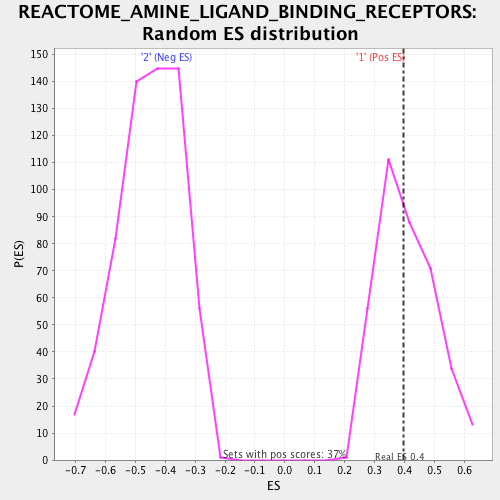 REACTOME_AMINE_LIGAND_BINDING_RECEPTORS:
Random ES distribution
'2' (Neg ES)
'1' (Pos ES)
150
140
130
120
110
100
90
80
70
60
50
40
30
20
10
0
P(ES)
Sets with pos scores: 37%
Real ES 0.4
-0.7 -0.6 -0.5 -0.4 -0.3 -0.2 -0.1 0.0 0.1 0.2 0.3 0.4 0.5 0.6
ES